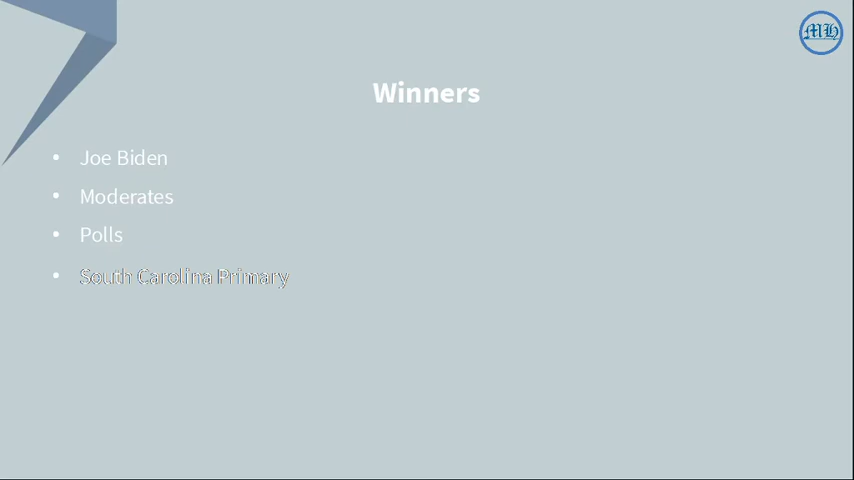 MH
Winners
• Joe Biden
• Moderates
• Polls
• South Carolina Primary